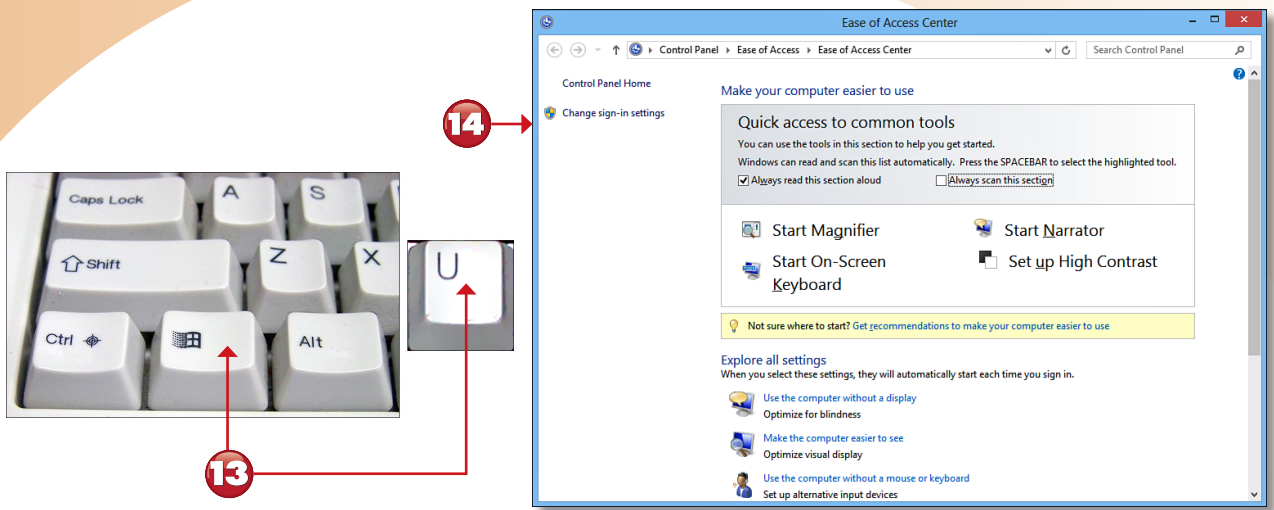 Ease of Access Center
Control Panel
Ease of Access
Ease of Access Center
Search Control Panel
Control Panel Home
Change sign-in settings
14
Make your computer easier to use
Quick access to common tools
You can use the tools in this section to help you get started.
Windows can read and scan this list automatically. Press the SPACEBAR to select the highlighted tool.
Always read this section aloud
Always scan this section
Start Magnifier
Start Narrator
Start On-Screen
Keyboard
Set up High Contrast
Not sure where to start? Get recommendations to make your computer easier to use
Explore all settings
When you select these settings, they will automatically start each time you sign in.
Use the computer without a display
Optimize for blindness
Make the computer easier to see
Optimize visual display
Use the computer without a mouse or keyboard
Set up alternative input devices
Caps Lock
A
S
Shift
Z
X
Ctrl
Alt
U
13